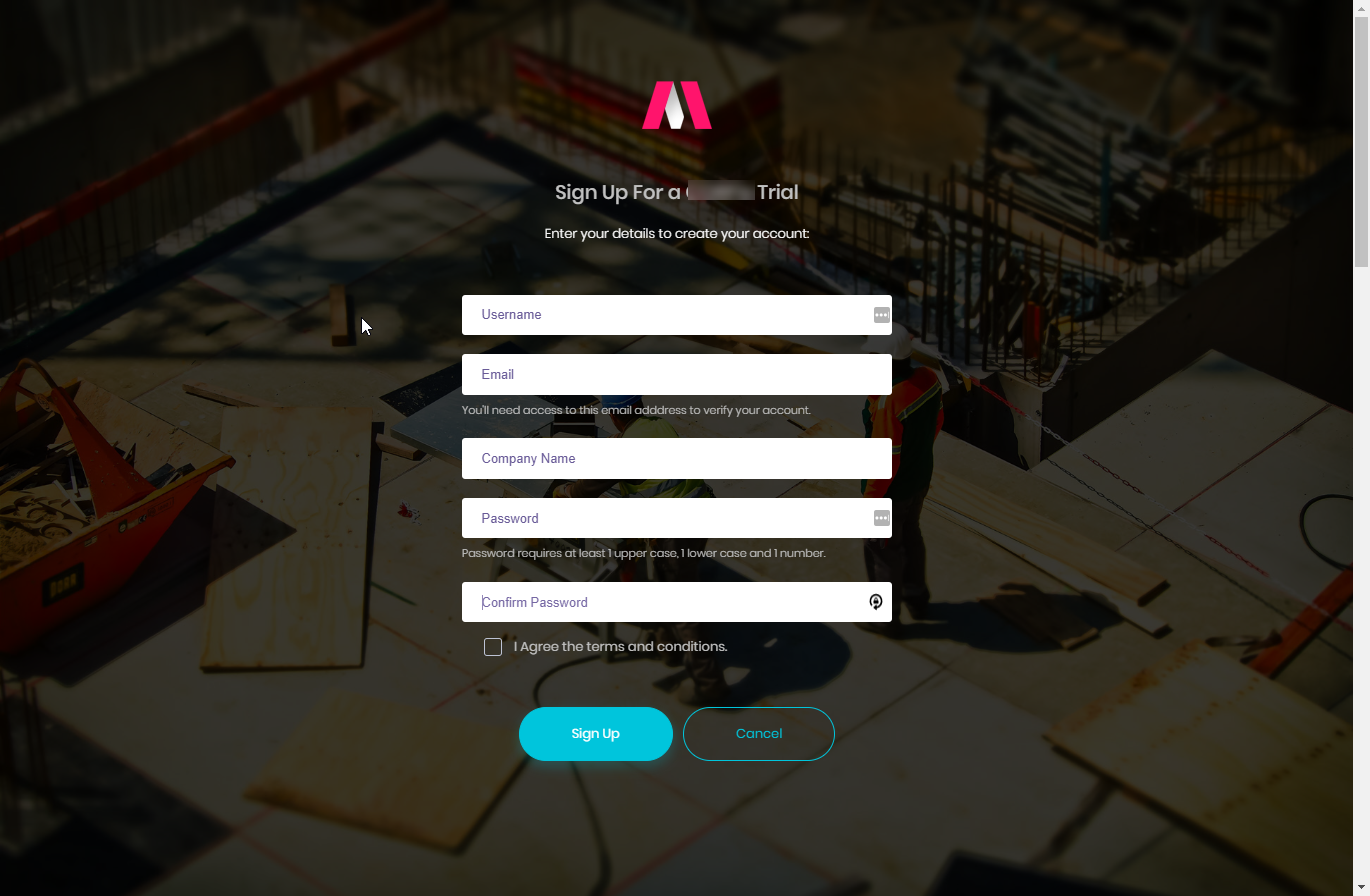 Sign Up For a Trial
Enter your details to create your account:
Username
Email
You'll need access to this email adddress to verify your account.
Company Name
Password
Password requires at least 1 upper case, 1 lower case and 1 number.
Confirm Password
I Agree the terms and conditions.
Sign Up
Cancel